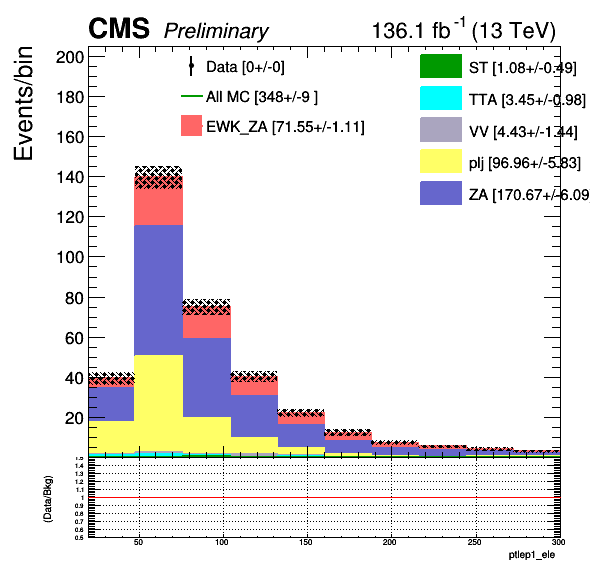 CMS Preliminary 136.1 fb-1 (13 TeV)
Events/bin
200
180
160
140
120
100
80
60
40
20
Data [0+/-0]
All MC [348+/-9 ]
EWK_ZA [71.55+/-1.11]
ST [1.08+/-0.49]
TTA [3.45+/-0.98]
VV [4.43+/-1.44]
plj [96.96+/-5.83]
ZA [170.67+/-6.09
(Data/Bkg)
1.5
1.4
1.3
1.2
1.1
1
0.9
0.8
0.7
0.6
0.5
50 100 150 200 250 300
ptlep1_ele